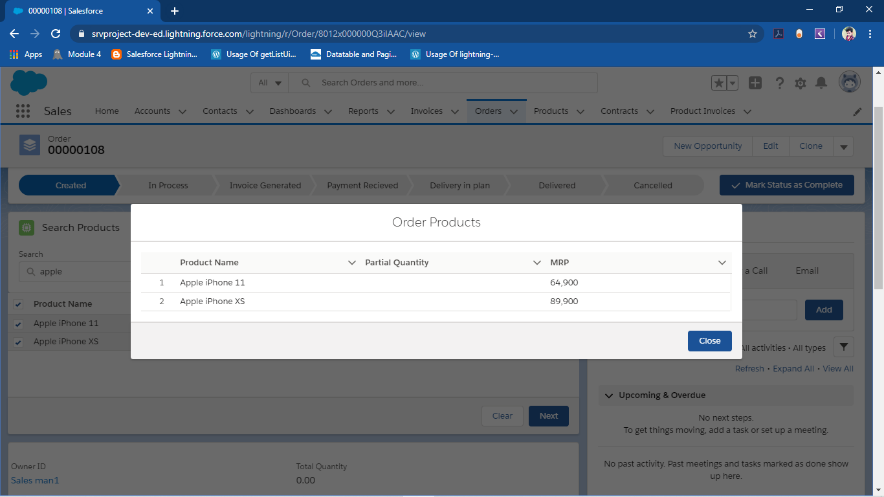 00000108 | Salesforce
srvproject-dev-ed.lightning.force.com/lightning/r/Order/8012x000000Q3ilAAC/view
Apps Module 4 Salesforce Lightnin... Usage Of getListUi... Datatable and Pagi... Usage Of lightning-...
All Search Orders and more...
Sales Home Accounts Contacts Dashboards Reports Invoices Orders Products Contracts Product Invoices
Order
00000108
New Opportunity Edit Clone
Created In Process Invoice Generated Payment Recieved Delivery in plan Delivered Cancelled Mark Status as Complete
Search Products
Search
apple
Product Name
Apple iPhone 11
Apple iPhone XS
Order Products
Product Name Partial Quantity MRP
1 Apple iPhone 11 64,900
2 Apple iPhone XS 89,900
Close
a Call Email
Add
All activities • All types
Refresh • Expand All • View All
Upcoming & Overdue
No next steps.
To get things moving, add a task or set up a meeting.
No past activity. Past meetings and tasks marked as done show
up here.
Clear Next
Owner ID Total Quantity
Sales man1 0.00